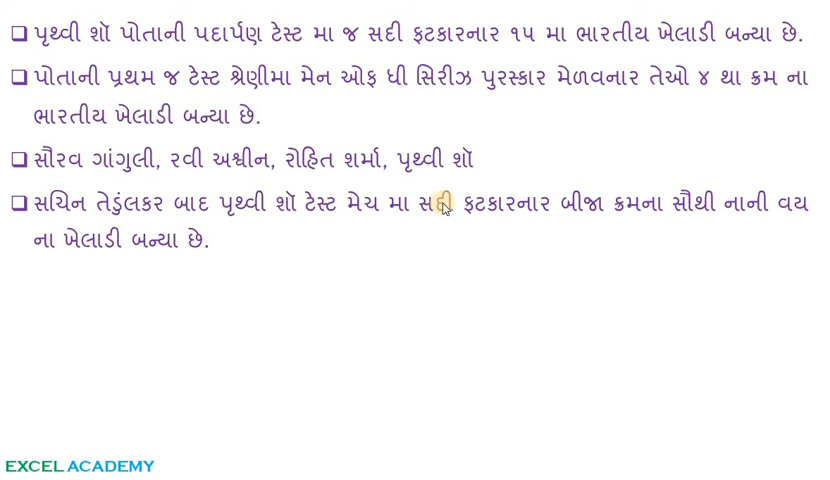 ❑ પૃથ્વી શૉ પોતાની પદાર્પણ ટેસ્ટ મા જ સદી ફટકારનાર ૧૫ મા ભારતીય ખેલાડી બન્યા છે.
❑ પોતાની પ્રથમ જ ટેસ્ટ શ્રેણીમા મેન ઓફ ધી સિરીઝ પુરસ્કાર મેળવનાર તેઓ ૪ થા ક્રમ ના
ભારતીય ખેલાડી બન્યા છે.
❑ સૌરવ ગાંગુલી, રવી અશ્વીન, રોહિત શર્મા, પૃથ્વી શૉ
❑ સચિન તેડુંલકર બાદ પૃથ્વી શૉ ટેસ્ટ મેચ મા સદી ફટકારનાર બીજા ક્રમના સૌથી નાની વય
ના ખેલાડી બન્યા છે.
EXCEL ACADEMY